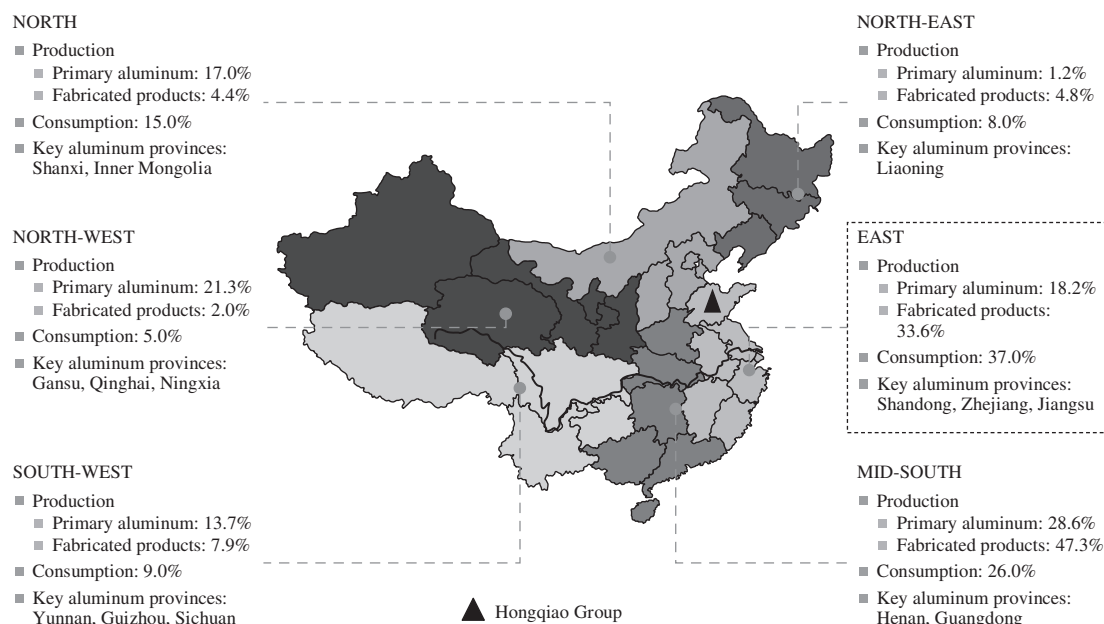 NORTH
Production
Primary aluminum: 17.0%
Fabricated products: 4.4%
Consumption: 15.0%
Key aluminum provinces:
Shanxi, Inner Mongolia
NORTH-WEST
Production
Primary aluminum: 21.3%
Fabricated products: 2.0%
Consumption: 5.0%
Key aluminum provinces:
Gansu, Qinghai, Ningxia
SOUTH-WEST
Production
Primary aluminum: 13.7%
Fabricated products: 7.9%
Consumption: 9.0%
Key aluminum provinces:
Yunnan, Guizhou, Sichuan
Hongqiao Group
NORTH-EAST
Production
Primary aluminum: 1.2%
Fabricated products: 4.8%
Consumption: 8.0%
Key aluminum provinces:
Liaoning
EAST
Production
Primary aluminum: 18.2%
Fabricated products:
33.6%
Consumption: 37.0%
Key aluminum provinces:
Shandong, Zhejiang, Jiangsu
MID-SOUTH
Production
Primary aluminum: 28.6%
Fabricated products: 47.3%
Consumption: 26.0%
Key aluminum provinces:
Henan, Guangdong